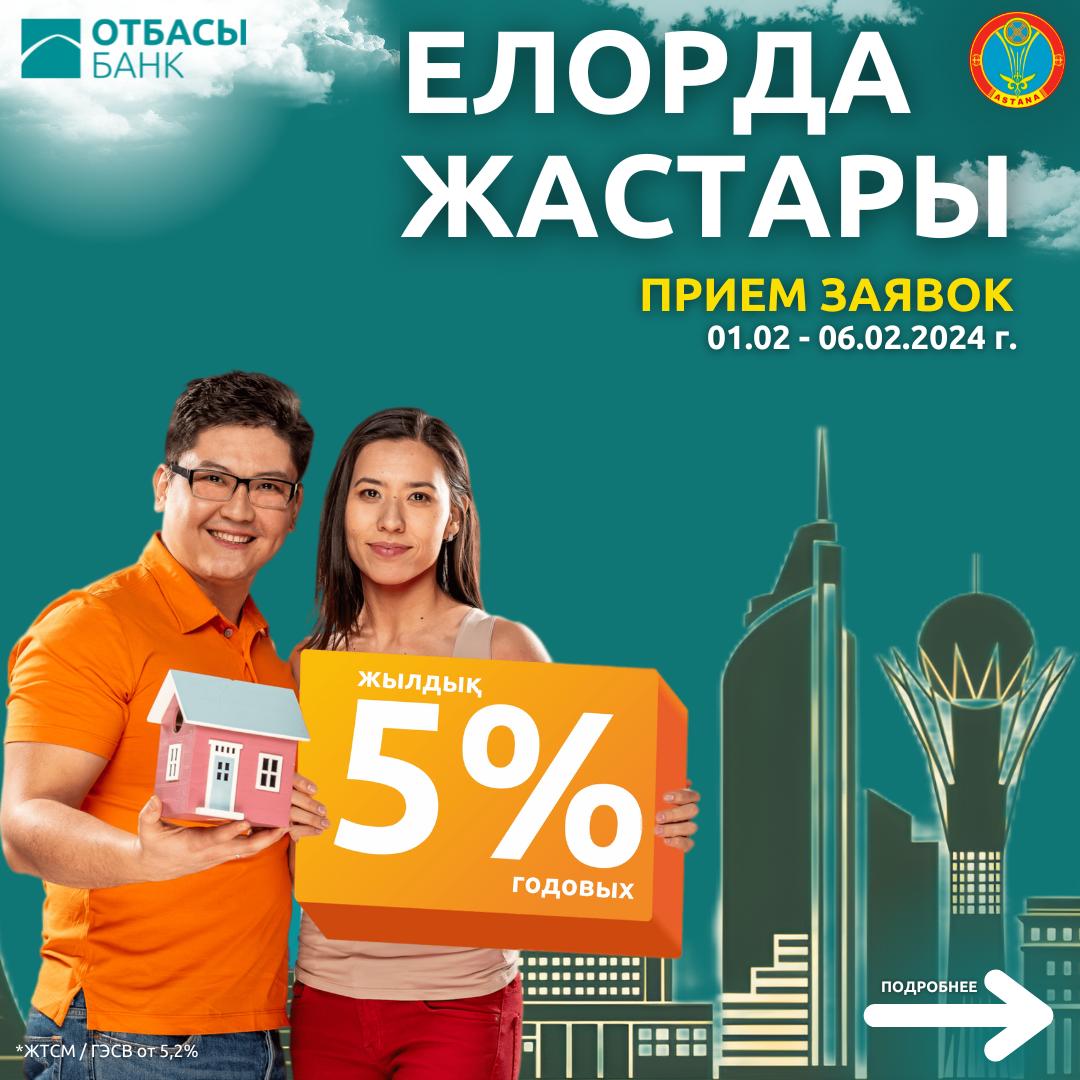 ОТБАСЫ
БАНК
ЕЛОРДА
ЖАСТАРЫ
ASTANA
ПРИЕМ ЗАЯВОК
01.02 - 06.02.2024 г.
жылдық
5%
годовых
ПОДРОБНЕЕ
*ЖТСМ / ГЭСВ от 5,2%